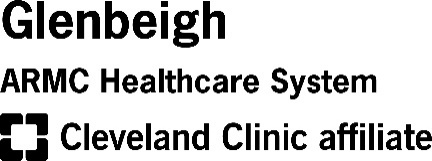 Glenbeigh
ARMC Healthcare System
Cleveland Clinic affiliate